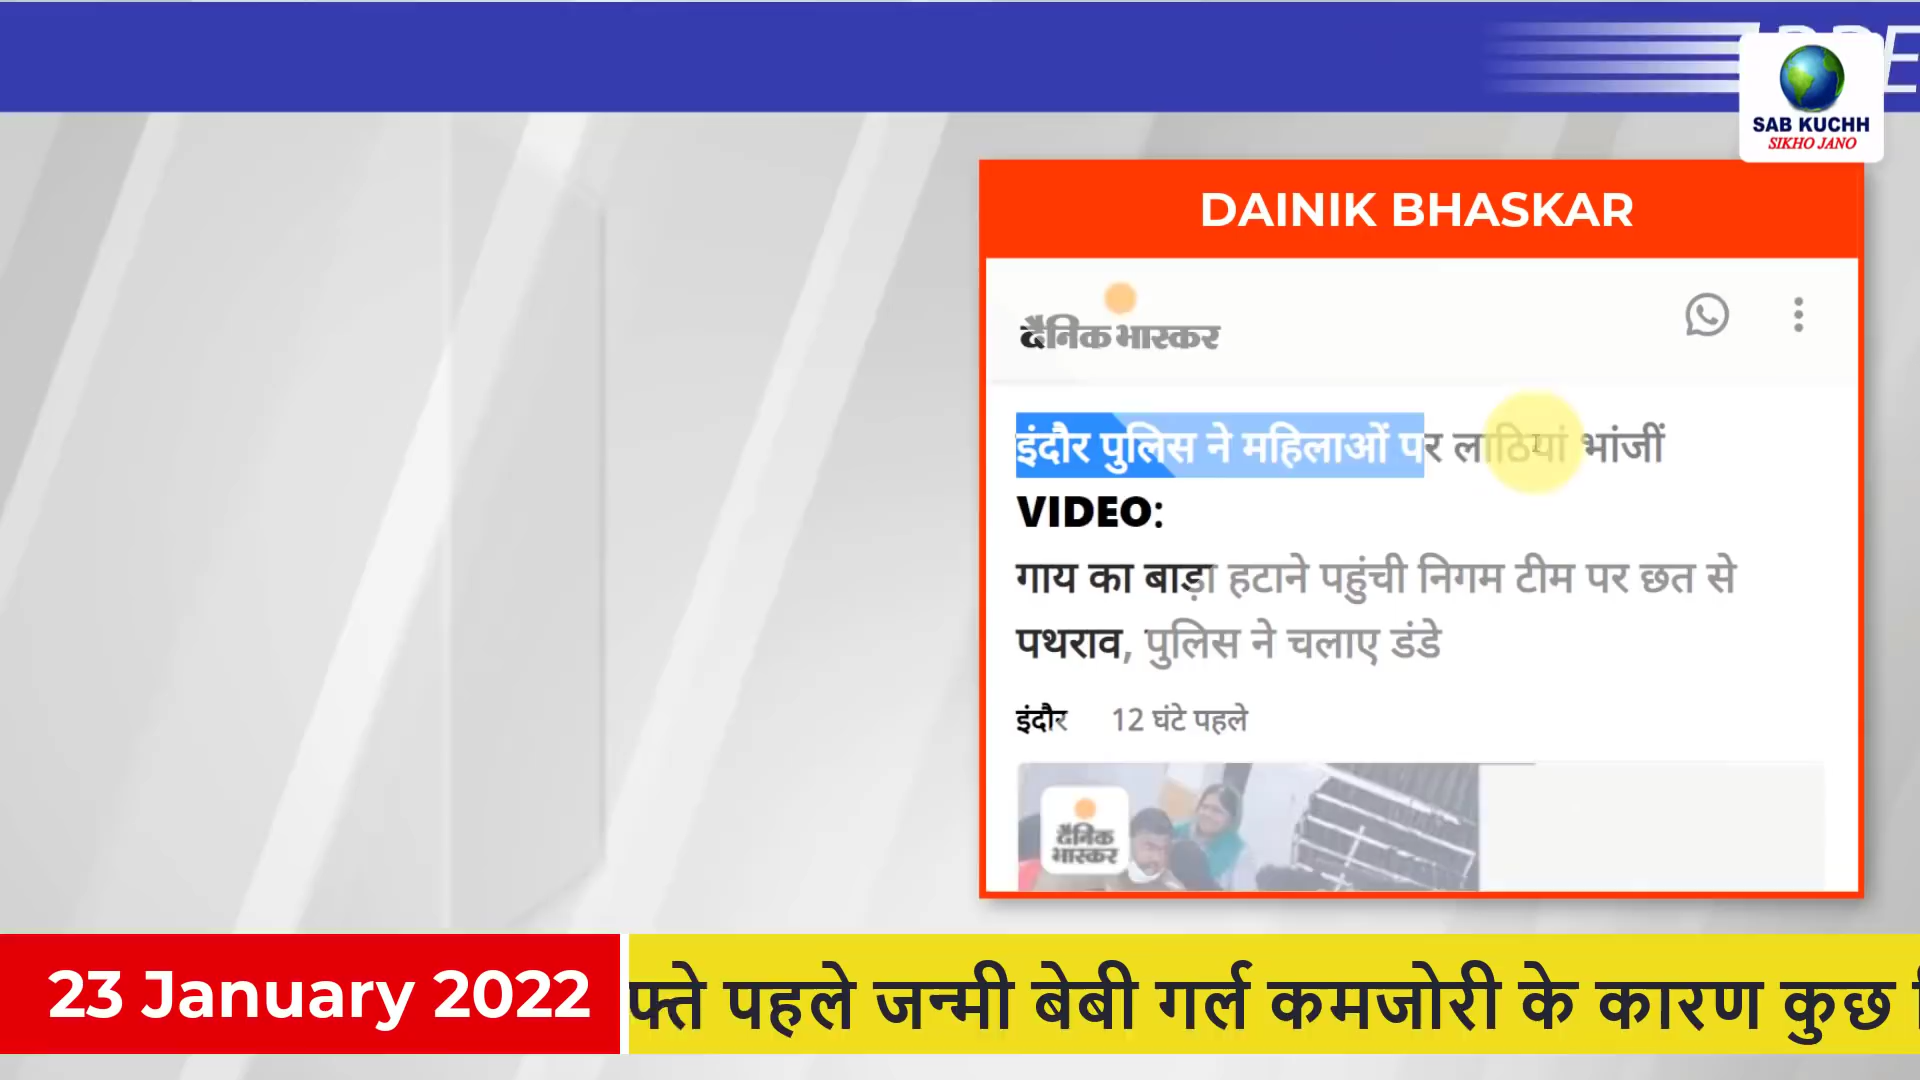 SAB KUCHH
SIKHO JANO
DAINIK BHASKAR
दैनिक भास्कर
इंदौर पुलिस ने महिलाओं पर लाठियां भांजीं
VIDEO:
गाय का बाड़ा हटाने पहुंची निगम टीम पर छत से
पथराव, पुलिस ने चलाए डंडे
इंदौर 12 घंटे पहले
दैनिक
भास्कर
23 January 2022
फ्ते पहले जन्मी बेबी गर्ल कमजोरी के कारण कुछ